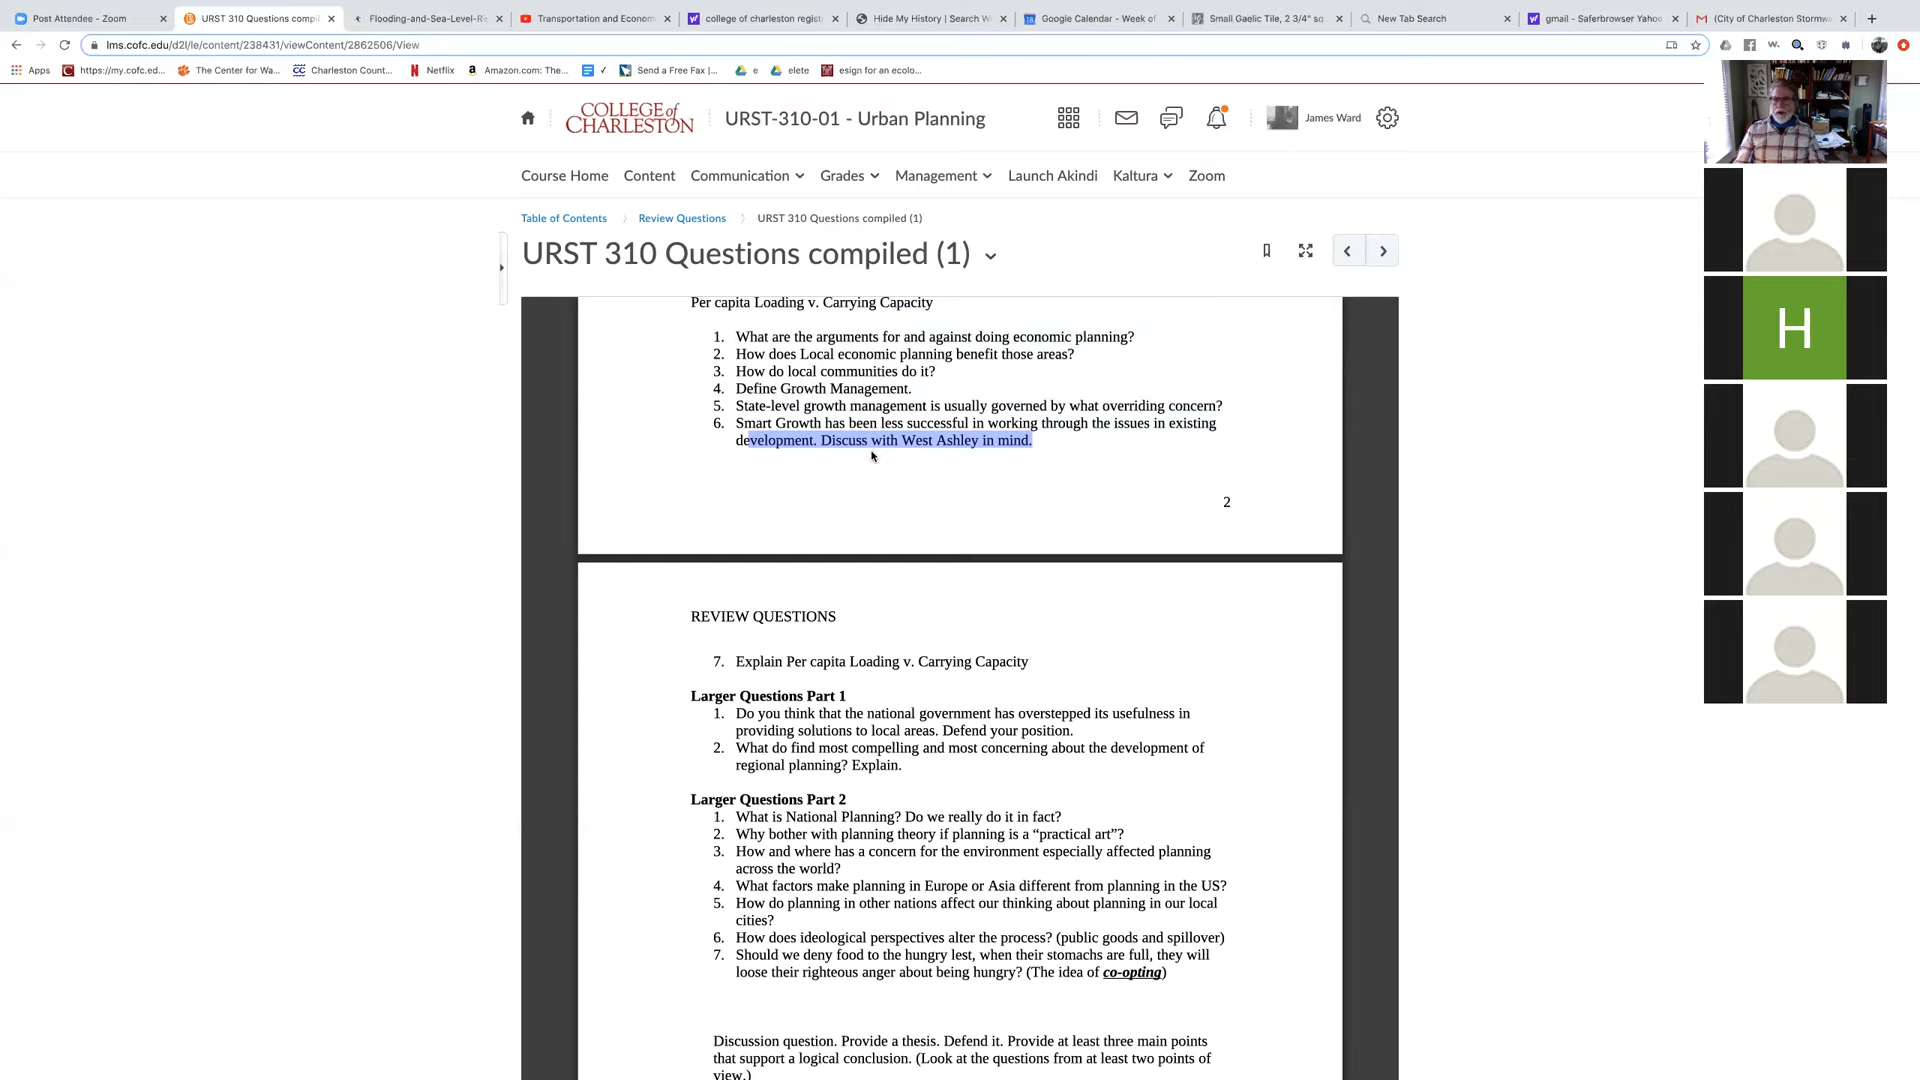 Post Attendee - Zoom
URST 310 Questions compil
Flooding-and-Sea-Level-Ri
Transportation and Econom
college of charleston regist
Hide My History | Search W
Google Calendar - Week of
Small Gaelic Tile, 2 3/4" sq
New Tab Search
gmail - Saferbrowser Yahoo
(City of Charleston Stormwa
lms.cofc.edu/d2l/le/content/238431/viewContent/2862506/View
Apps
https://my.cofc.ed...
The Center for Wa...
Charleston Count...
Netflix
Amazon.com: The...
Send a Free Fax |...
e
elete
esign for an ecolo...
COLLEGE of CHARLESTON
URST-310-01 - Urban Planning
James Ward
Course Home Content Communication Grades Management Launch Akindi Kaltura Zoom
Table of Contents Review Questions URST 310 Questions compiled (1)
URST 310 Questions compiled (1)
Per capita Loading v. Carrying Capacity
1. What are the arguments for and against doing economic planning?
2. How does Local economic planning benefit those areas?
3. How do local communities do it?
4. Define Growth Management.
5. State-level growth management is usually governed by what overriding concern?
6. Smart Growth has been less successful in working through the issues in existing
development. Discuss with West Ashley in mind.
2
REVIEW QUESTIONS
7. Explain Per capita Loading v. Carrying Capacity
Larger Questions Part 1
1. Do you think that the national government has overstepped its usefulness in
providing solutions to local areas. Defend your position.
2. What do find most compelling and most concerning about the development of
regional planning? Explain.
Larger Questions Part 2
1. What is National Planning? Do we really do it in fact?
2. Why bother with planning theory if planning is a “practical art”?
3. How and where has a concern for the environment especially affected planning
across the world?
4. What factors make planning in Europe or Asia different from planning in the US?
5. How do planning in other nations affect our thinking about planning in our local
cities?
6. How does ideological perspectives alter the process? (public goods and spillover)
7. Should we deny food to the hungry lest, when their stomachs are full, they will
loose their righteous anger about being hungry? (The idea of co-opting)
Discussion question. Provide a thesis. Defend it. Provide at least three main points
that support a logical conclusion. (Look at the questions from at least two points of
view.)
H